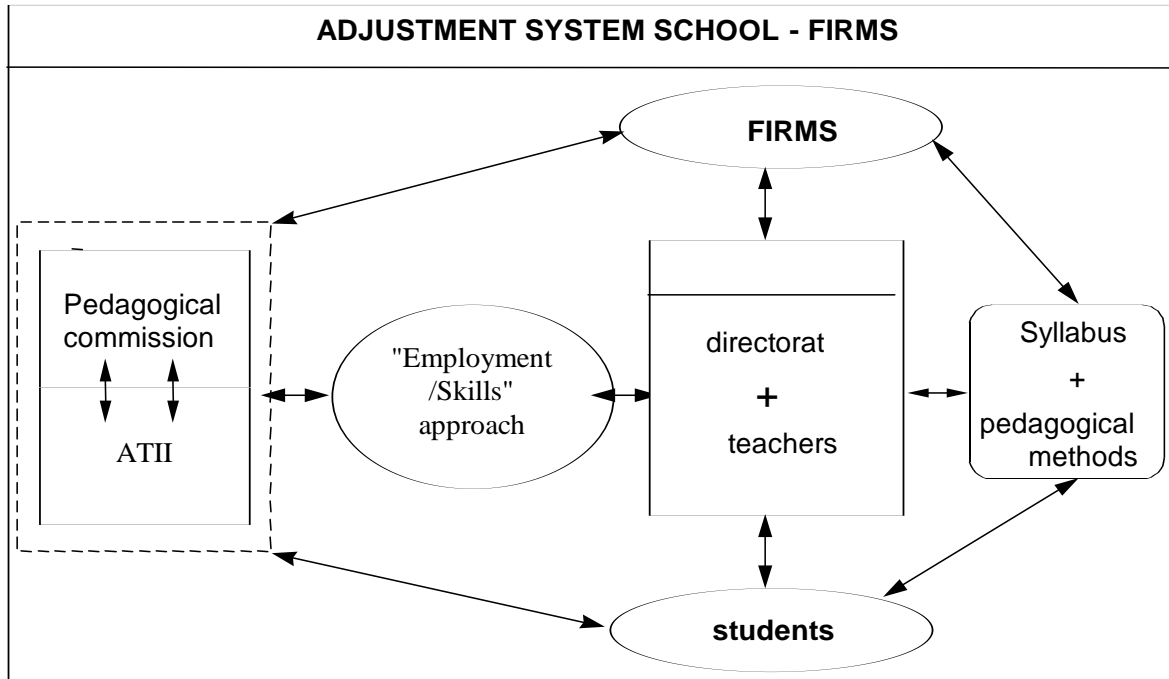 ADJUSTMENT SYSTEM SCHOOL - FIRMS
FIRMS
Pedagogical
commission
ATII
"Employment
/Skills"
approach
directorat
+
teachers
Syllabus
+
pedagogical
methods
students